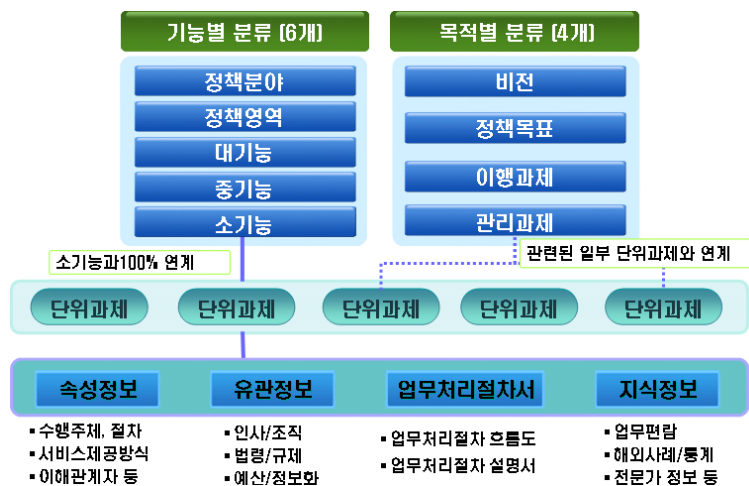 기능별 분류 (6개)
목적별 분류 (4개)
정책분야
정책영역
대기능
중기능
소기능
비전
정책목표
이행과제
관리과제
소기능과100% 연계
관련된 일부 단위과제와 연계
단위과제
단위과제
단위과제
단위과제
단위과제
속성정보
▪ 수행주체, 절차
▪ 서비스제공방식
▪ 이해관계자 등
유관정보
▪ 인사/조직
▪ 법령/규제
▪ 예산/정보화
업무처리절차서
▪ 업무처리절차 흐름도
▪ 업무처리절차 설명서
지식정보
▪ 업무편람
▪ 해외사례/통계
▪ 전문가 정보 등